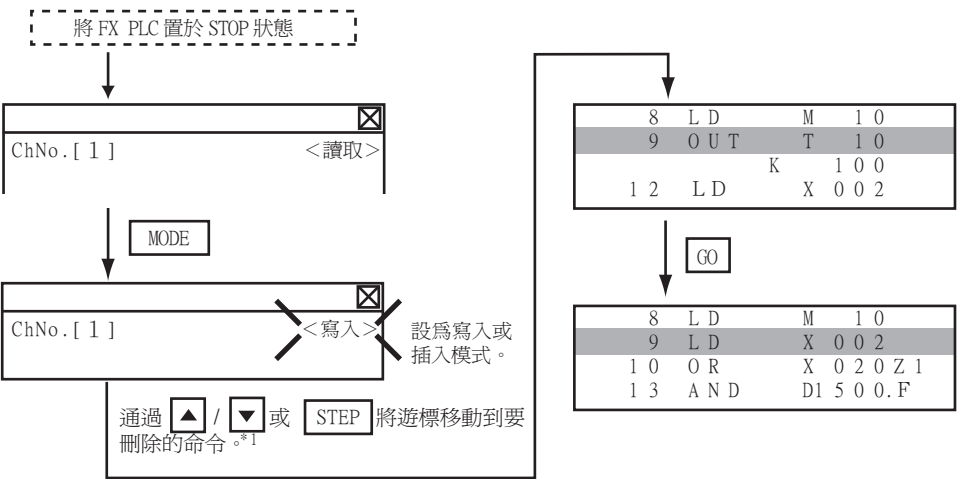 將 FX PLC 置於 STOP 狀態
ChNo.[ 1 ] <讀取>
MODE
ChNo.[ 1 ] <寫入>
設爲寫入或
插入模式。
通過 ▲ / ▼ 或 STEP 將遊標移動到要
刪除的命令。*1
8 LD M 10
9 OUT T 10
K 100
12 LD X 002
GO
8 LD M 10
9 LD X 002
10 OR X 020Z1
13 AND D1500.F